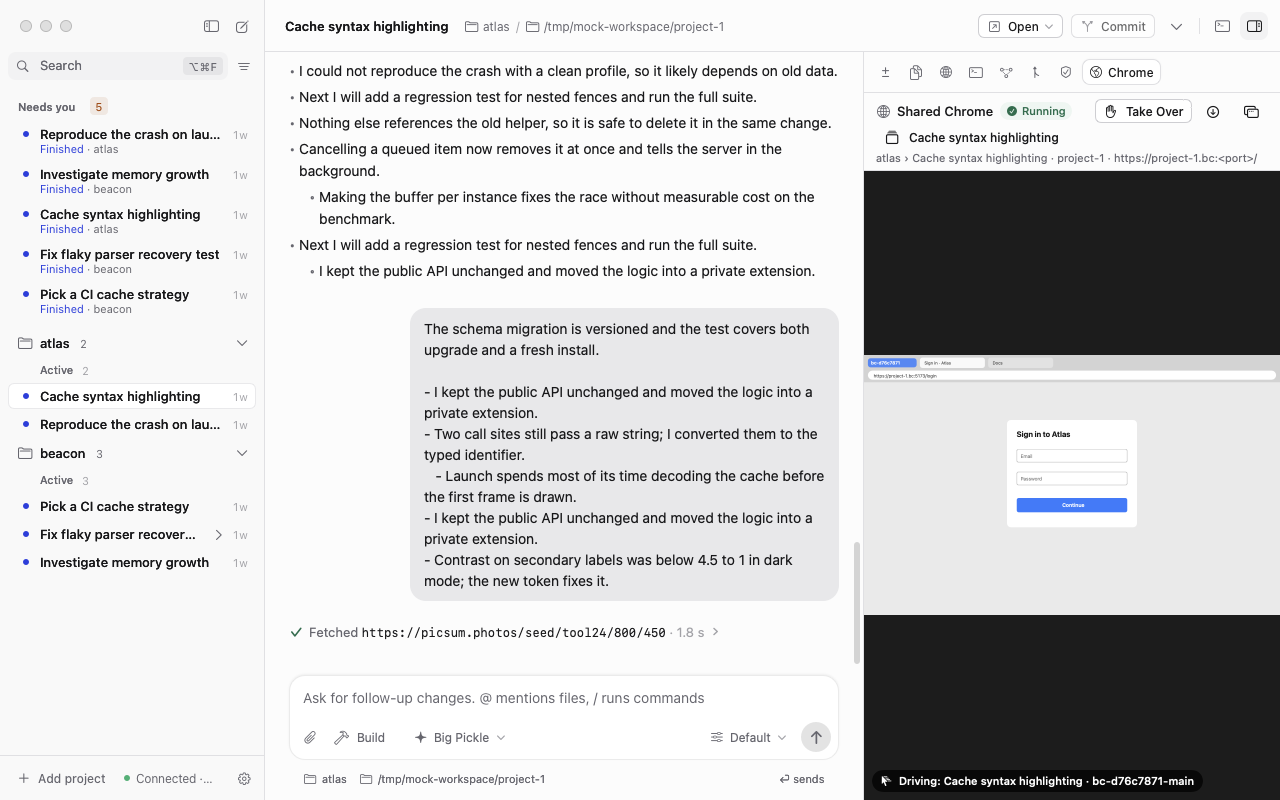 Cache syntax highlighting
atlas / /tmp/mock-workspace/project-1
Open
Commit
Search
⌥⌘F
Needs you 5
Reproduce the crash on lau... 1w
Finished · atlas
Investigate memory growth 1w
Finished · beacon
Cache syntax highlighting 1w
Finished · atlas
Fix flaky parser recovery test 1w
Finished · beacon
Pick a CI cache strategy 1w
Finished · beacon
atlas 2
Active 2
Cache syntax highlighting 1w
Reproduce the crash on lau... 1w
beacon 3
Active 3
Pick a CI cache strategy 1w
Fix flaky parser recover... 1w
Investigate memory growth 1w
Add project
Connected ·...
• I could not reproduce the crash with a clean profile, so it likely depends on old data.
• Next I will add a regression test for nested fences and run the full suite.
• Nothing else references the old helper, so it is safe to delete it in the same change.
• Cancelling a queued item now removes it at once and tells the server in the
background.
• Making the buffer per instance fixes the race without measurable cost on the
benchmark.
• Next I will add a regression test for nested fences and run the full suite.
• I kept the public API unchanged and moved the logic into a private extension.
The schema migration is versioned and the test covers both
upgrade and a fresh install.
- I kept the public API unchanged and moved the logic into a
private extension.
- Two call sites still pass a raw string; I converted them to the
typed identifier.
- Launch spends most of its time decoding the cache before
the first frame is drawn.
- I kept the public API unchanged and moved the logic into a
private extension.
- Contrast on secondary labels was below 4.5 to 1 in dark
mode; the new token fixes it.
Fetched https://picsum.photos/seed/tool24/800/450 · 1.8 s
Ask for follow-up changes. @ mentions files, / runs commands
Build
Big Pickle
Default
atlas
/tmp/mock-workspace/project-1
sends
Chrome
Shared Chrome
Running
Take Over
Cache syntax highlighting
atlas › Cache syntax highlighting · project-1 · https://project-1.bc:<port>/
bc-d76c7871
Sign in · Atlas
Docs
https://project-1.bc:5173/login
Sign in to Atlas
Email
Password
Continue
Driving: Cache syntax highlighting · bc-d76c7871-main